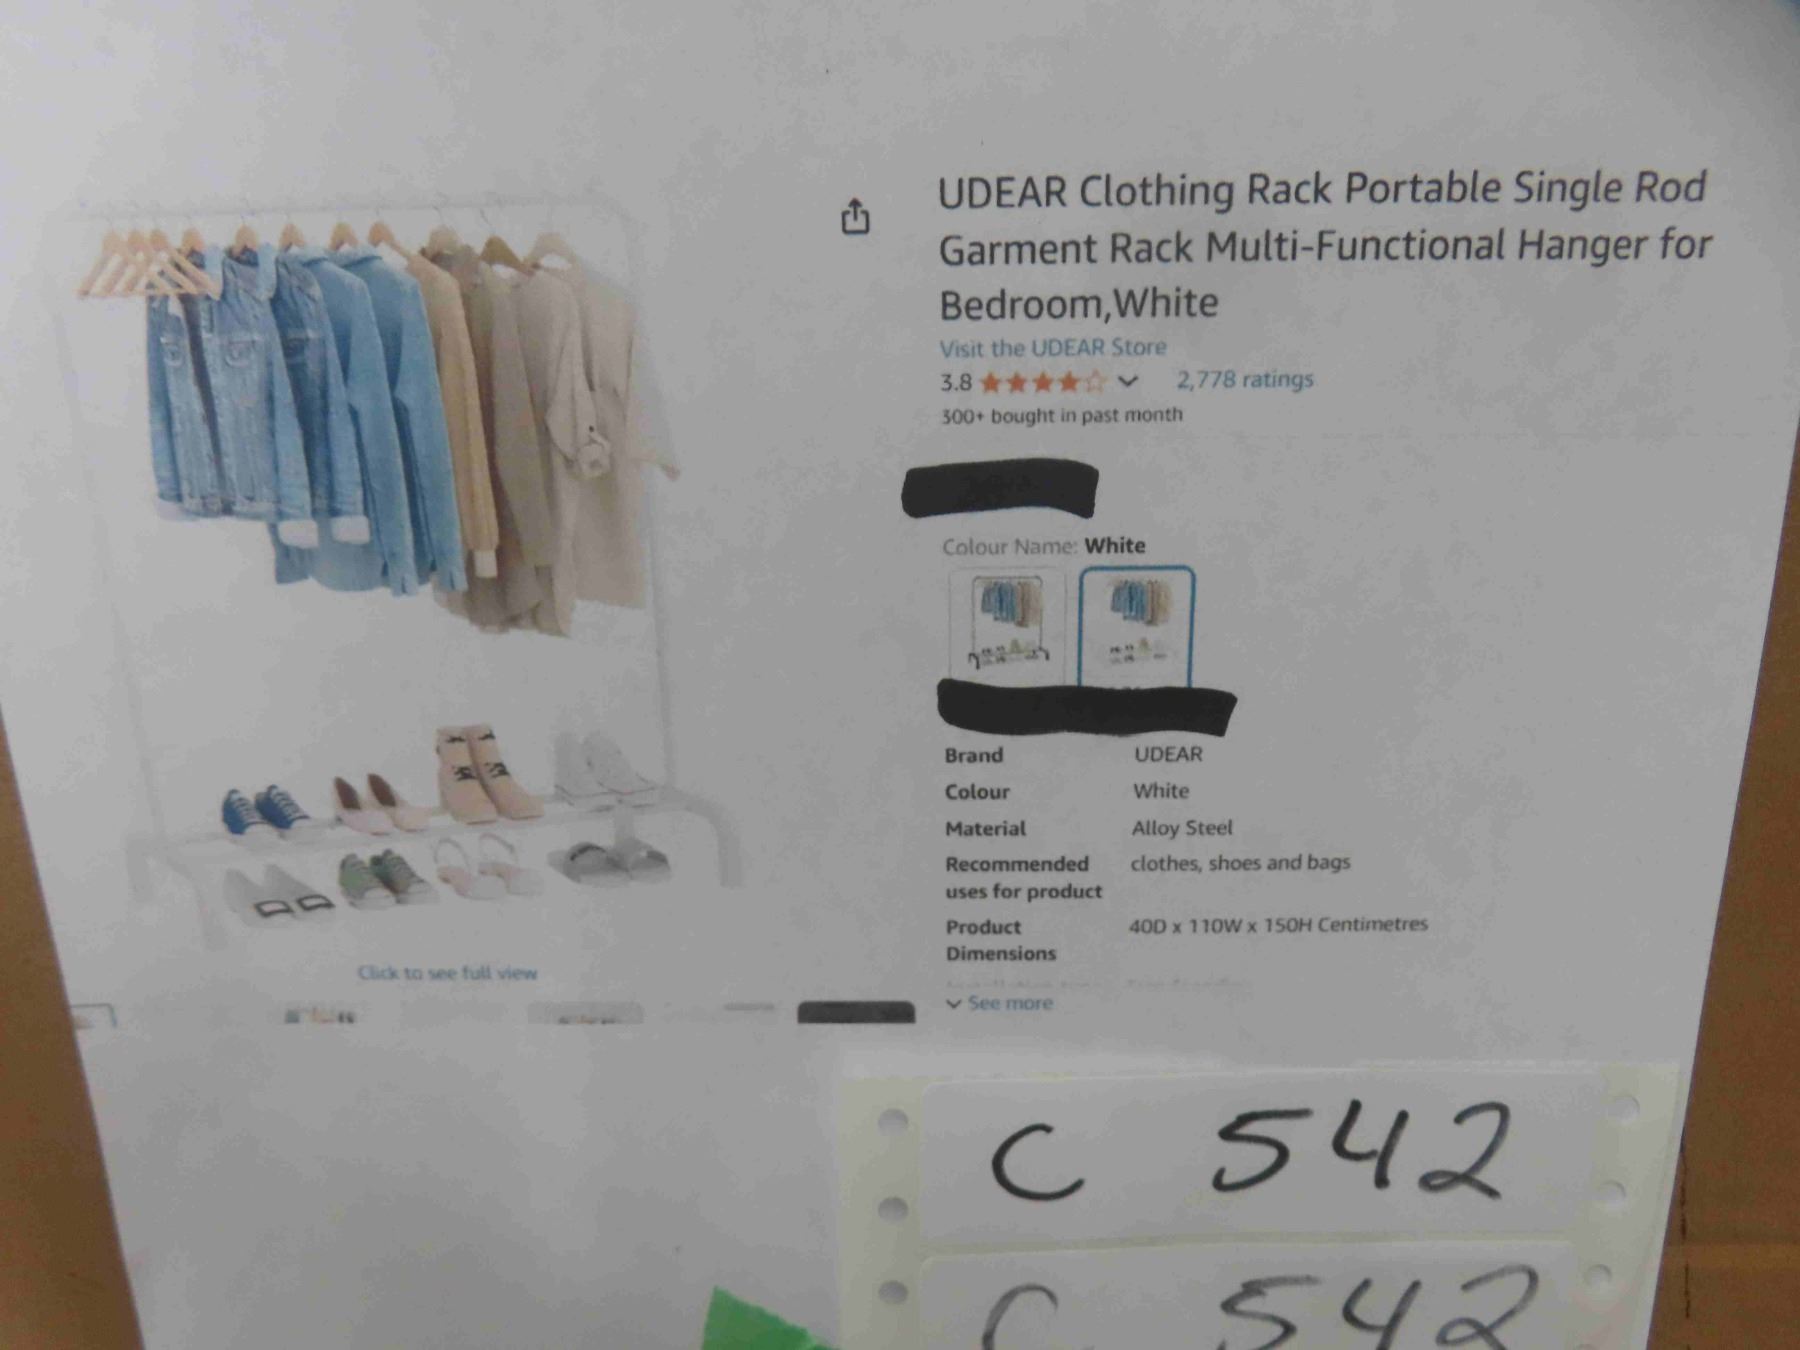 UDEAR Clothing Rack Portable Single Rod
Garment Rack Multi-Functional Hanger for
Bedroom,White
Visit the UDEAR Store
3.8 2,778 ratings
300+ bought in past month
Colour Name: White
Brand UDEAR
Colour White
Material Alloy Steel
Recommended clothes, shoes and bags
uses for product
Product 40D x 110W x 150H Centimetres
Dimensions
See more
Click to see full view
C 542
C 542